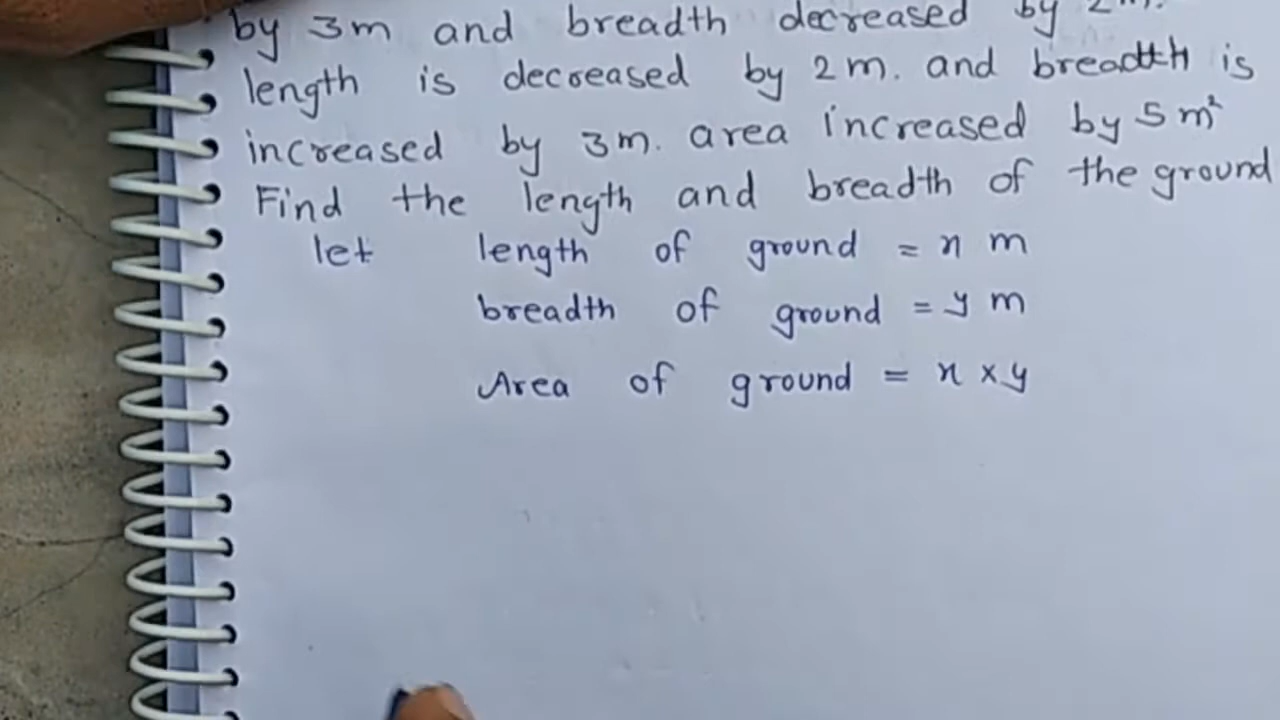 by 3m and breadth decreased by 2m.
length is decreased by 2m. and breadth is
increased by 3m. area increased by 5m²
Find the length and breadth of the ground
let length of ground = x m
breadth of ground = y m
Area of ground = x × y